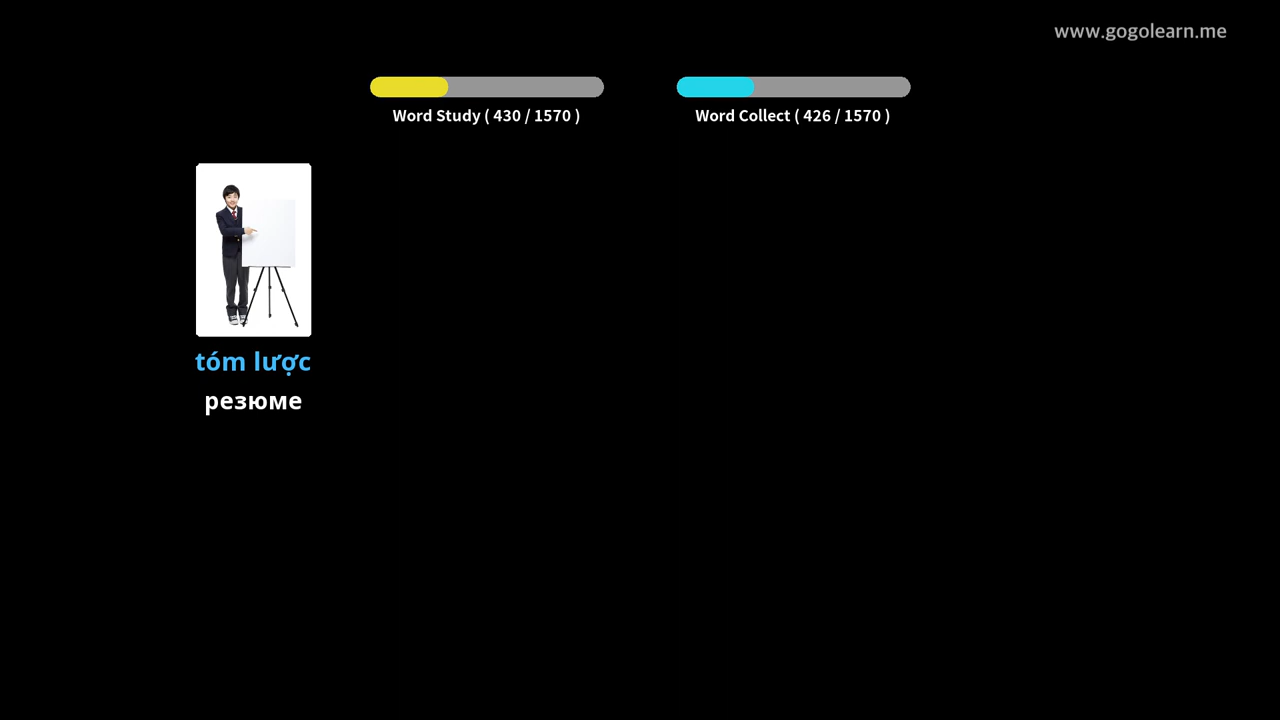 www.gogolearn.me
Word Study ( 430 / 1570 )
Word Collect ( 426 / 1570 )
tóm lược
резюме